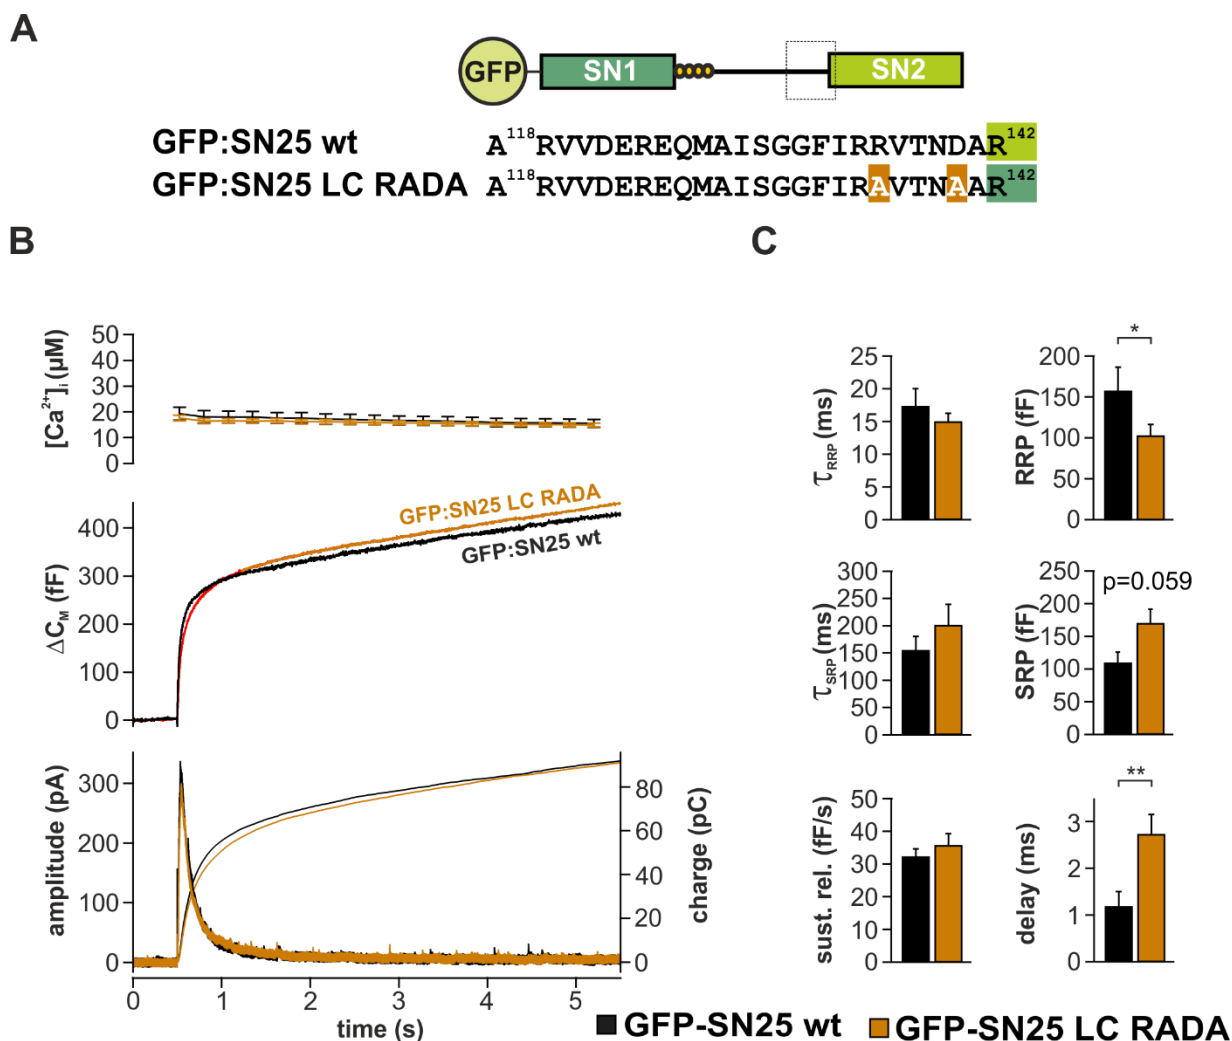 A
GFP SN1 SN2
GFP:SN25 wt A118RVVDEREQMAISGGFIRRVTNDAR142
GFP:SN25 LC RADA A118RVVDEREQMAISGGFIRAVTNAAR142
B
C
[Ca2+]i (µM)
50
40
30
20
10
0
ΔCM (fF)
400
300
200
100
0
GFP:SN25 LC RADA
GFP:SN25 wt
amplitude (pA)
300
200
100
0
80
60
40
20
0
charge (pC)
0 1 2 3 4 5
time (s)
τRRP (ms)
25
20
15
10
5
0
RRP (fF)
200
150
100
50
0
*
τSRP (ms)
300
250
200
150
100
50
0
SRP (fF)
250
200
150
100
50
0
p=0.059
sust. rel. (fF/s)
50
40
30
20
10
0
delay (ms)
3
2
1
0
**
GFP-SN25 wt GFP-SN25 LC RADA